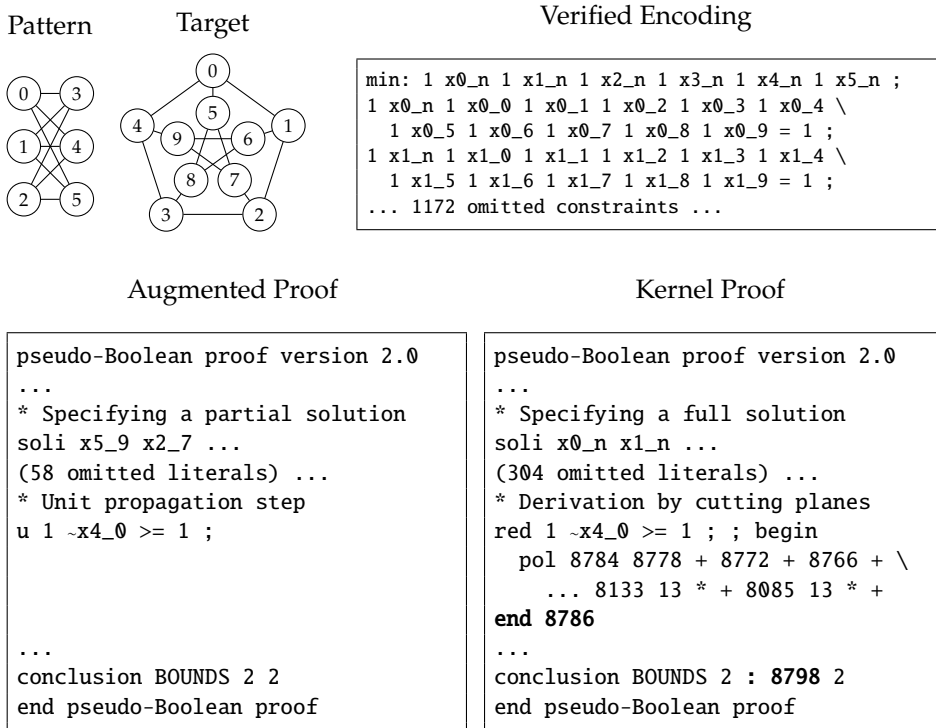 Pattern
Target
Verified Encoding
0
3
1
4
2
5
0
5
4
9
6
1
8
7
3
2
min: 1 x0_n 1 x1_n 1 x2_n 1 x3_n 1 x4_n 1 x5_n ;
1 x0_n 1 x0_0 1 x0_1 1 x0_2 1 x0_3 1 x0_4 \
1 x0_5 1 x0_6 1 x0_7 1 x0_8 1 x0_9 = 1 ;
1 x1_n 1 x1_0 1 x1_1 1 x1_2 1 x1_3 1 x1_4 \
1 x1_5 1 x1_6 1 x1_7 1 x1_8 1 x1_9 = 1 ;
... 1172 omitted constraints ...
Augmented Proof
pseudo-Boolean proof version 2.0
...
* Specifying a partial solution
soli x5_9 x2_7 ...
(58 omitted literals) ...
* Unit propagation step
u 1 ~x4_0 >= 1 ;
...
conclusion BOUNDS 2 2
end pseudo-Boolean proof
Kernel Proof
pseudo-Boolean proof version 2.0
...
* Specifying a full solution
soli x0_n x1_n ...
(304 omitted literals) ...
* Derivation by cutting planes
red 1 ~x4_0 >= 1 ; ; begin
pol 8784 8778 + 8772 + 8766 + \
... 8133 13 * + 8085 13 * +
end 8786
...
conclusion BOUNDS 2 : 8798 2
end pseudo-Boolean proof